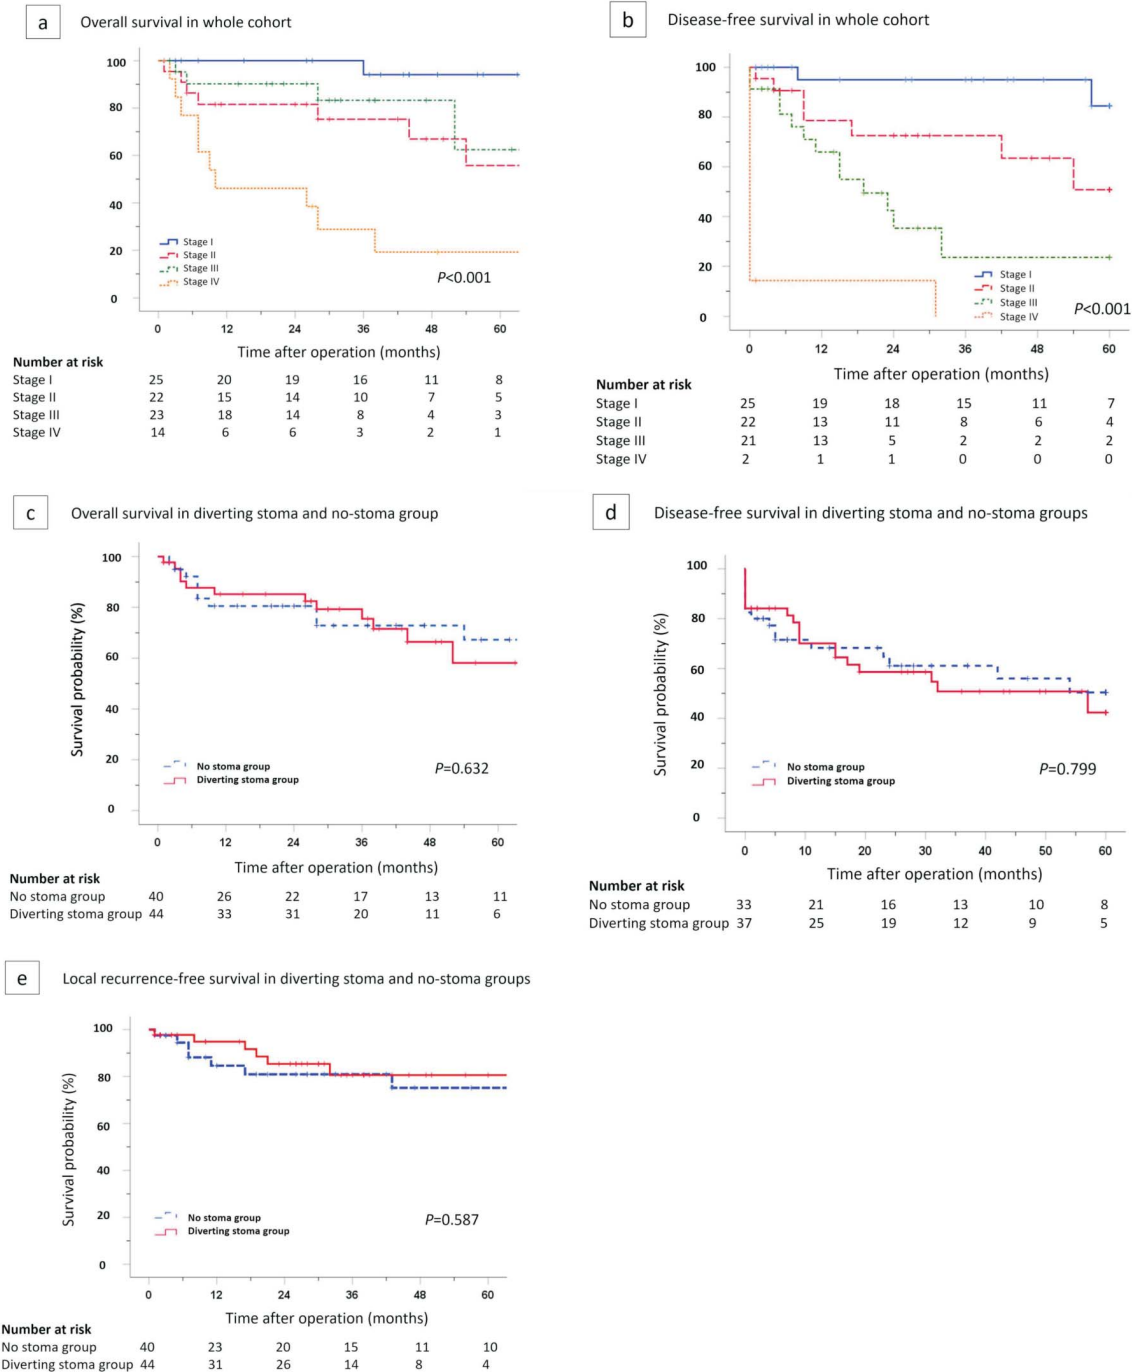 a Overall survival in whole cohort
100
80
60
40
20
0
Stage I
Stage II
Stage III
Stage IV
P<0.001
0 12 24 36 48 60
Time after operation (months)
Number at risk
Stage I 25 20 19 16 11 8
Stage II 22 15 14 10 7 5
Stage III 23 18 14 8 4 3
Stage IV 14 6 6 3 2 1
b Disease-free survival in whole cohort
100
80
60
40
20
0
Stage I
Stage II
Stage III
Stage IV
P<0.001
0 12 24 36 48 60
Time after operation (months)
Number at risk
Stage I 25 19 18 15 11 7
Stage II 22 13 11 8 6 4
Stage III 21 13 5 2 2 2
Stage IV 2 1 1 0 0 0
c Overall survival in diverting stoma and no-stoma group
Survival probability (%)
100
80
60
40
20
0
No stoma group
Diverting stoma group
P=0.632
0 12 24 36 48 60
Time after operation (months)
Number at risk
No stoma group 40 26 22 17 13 11
Diverting stoma group 44 33 31 20 11 6
d Disease-free survival in diverting stoma and no-stoma groups
Survival probability (%)
100
80
60
40
20
0
No stoma group
Diverting stoma group
P=0.799
0 10 20 30 40 50 60
Time after operation (months)
Number at risk
No stoma group 33 21 16 13 10 8
Diverting stoma group 37 25 19 12 9 5
e Local recurrence-free survival in diverting stoma and no-stoma groups
Survival probability (%)
100
80
60
40
20
0
No stoma group
Diverting stoma group
P=0.587
0 12 24 36 48 60
Time after operation (months)
Number at risk
No stoma group 40 23 20 15 11 10
Diverting stoma group 44 31 26 14 8 4